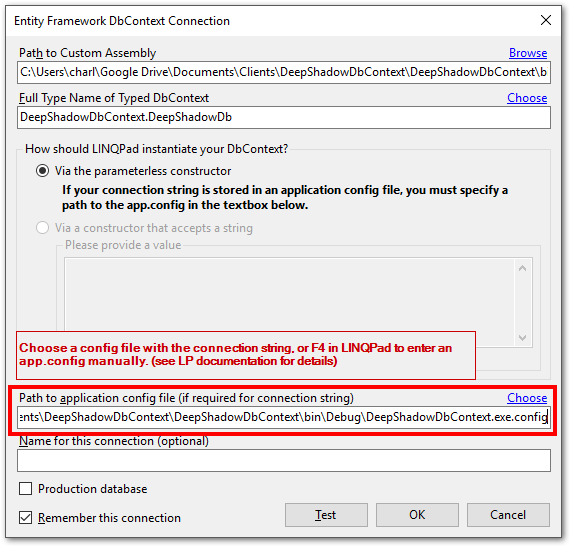 Entity Framework DbContext Connection
Path to Custom Assembly Browse
C:\Users\charl\Google Drive\Documents\Clients\DeepShadowDbContext\DeepShadowDbContext\b
Full Type Name of Typed DbContext Choose
DeepShadowDbContext.DeepShadowDb
How should LINQPad instantiate your DbContext?
Via the parameterless constructor
If your connection string is stored in an application config file, you must specify a
path to the app.config in the textbox below.
Via a constructor that accepts a string
Please provide a value
Choose a config file with the connection string, or F4 in LINQPad to enter an
app.config manually. (see LP documentation for details)
Path to application config file (if required for connection string) Choose
ents\DeepShadowDbContext\DeepShadowDbContext\bin\Debug\DeepShadowDbContext.exe.config
Name for this connection (optional)
Production database
Remember this connection
Test OK Cancel